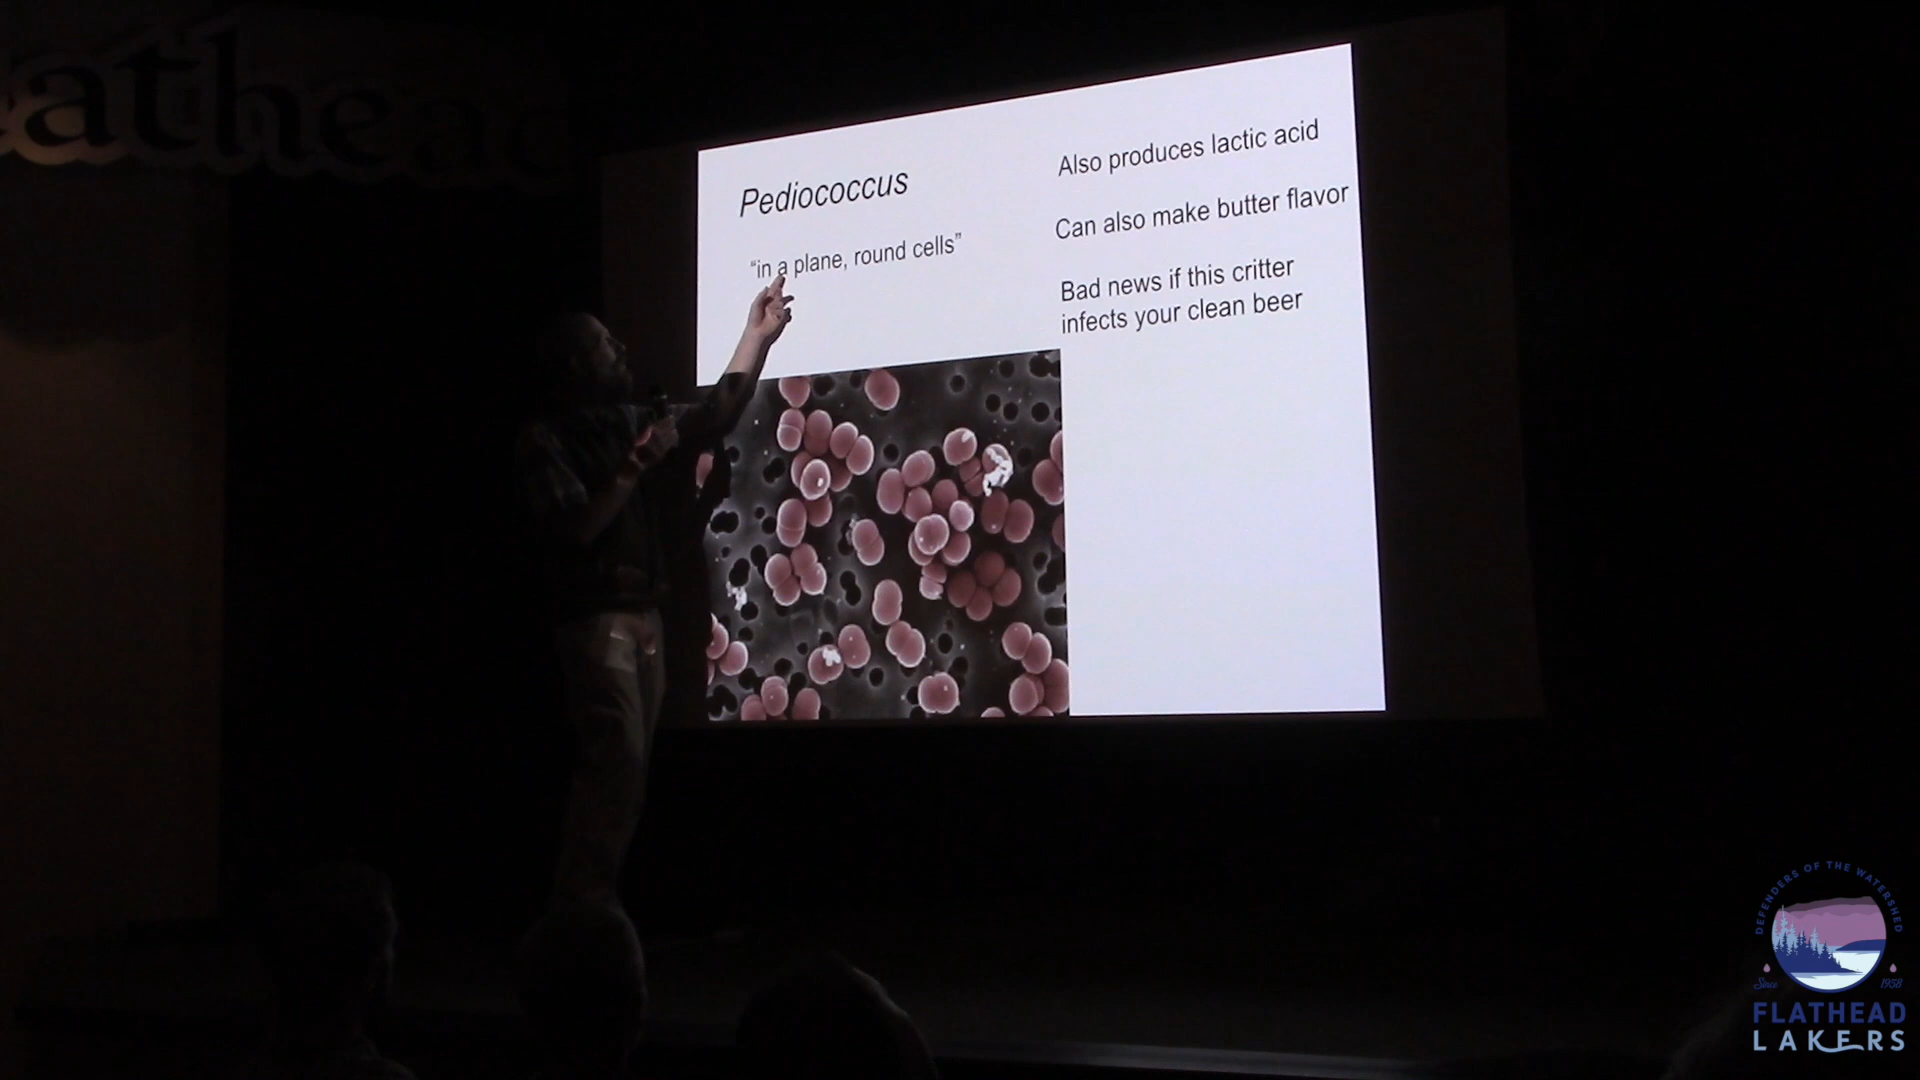 athead
Pediococcus
“in a plane, round cells”
Also produces lactic acid
Can also make butter flavor
Bad news if this critter
infects your clean beer
DEFENDERS OF THE WATERSHED
Since 1958
FLATHEAD
LAKERS